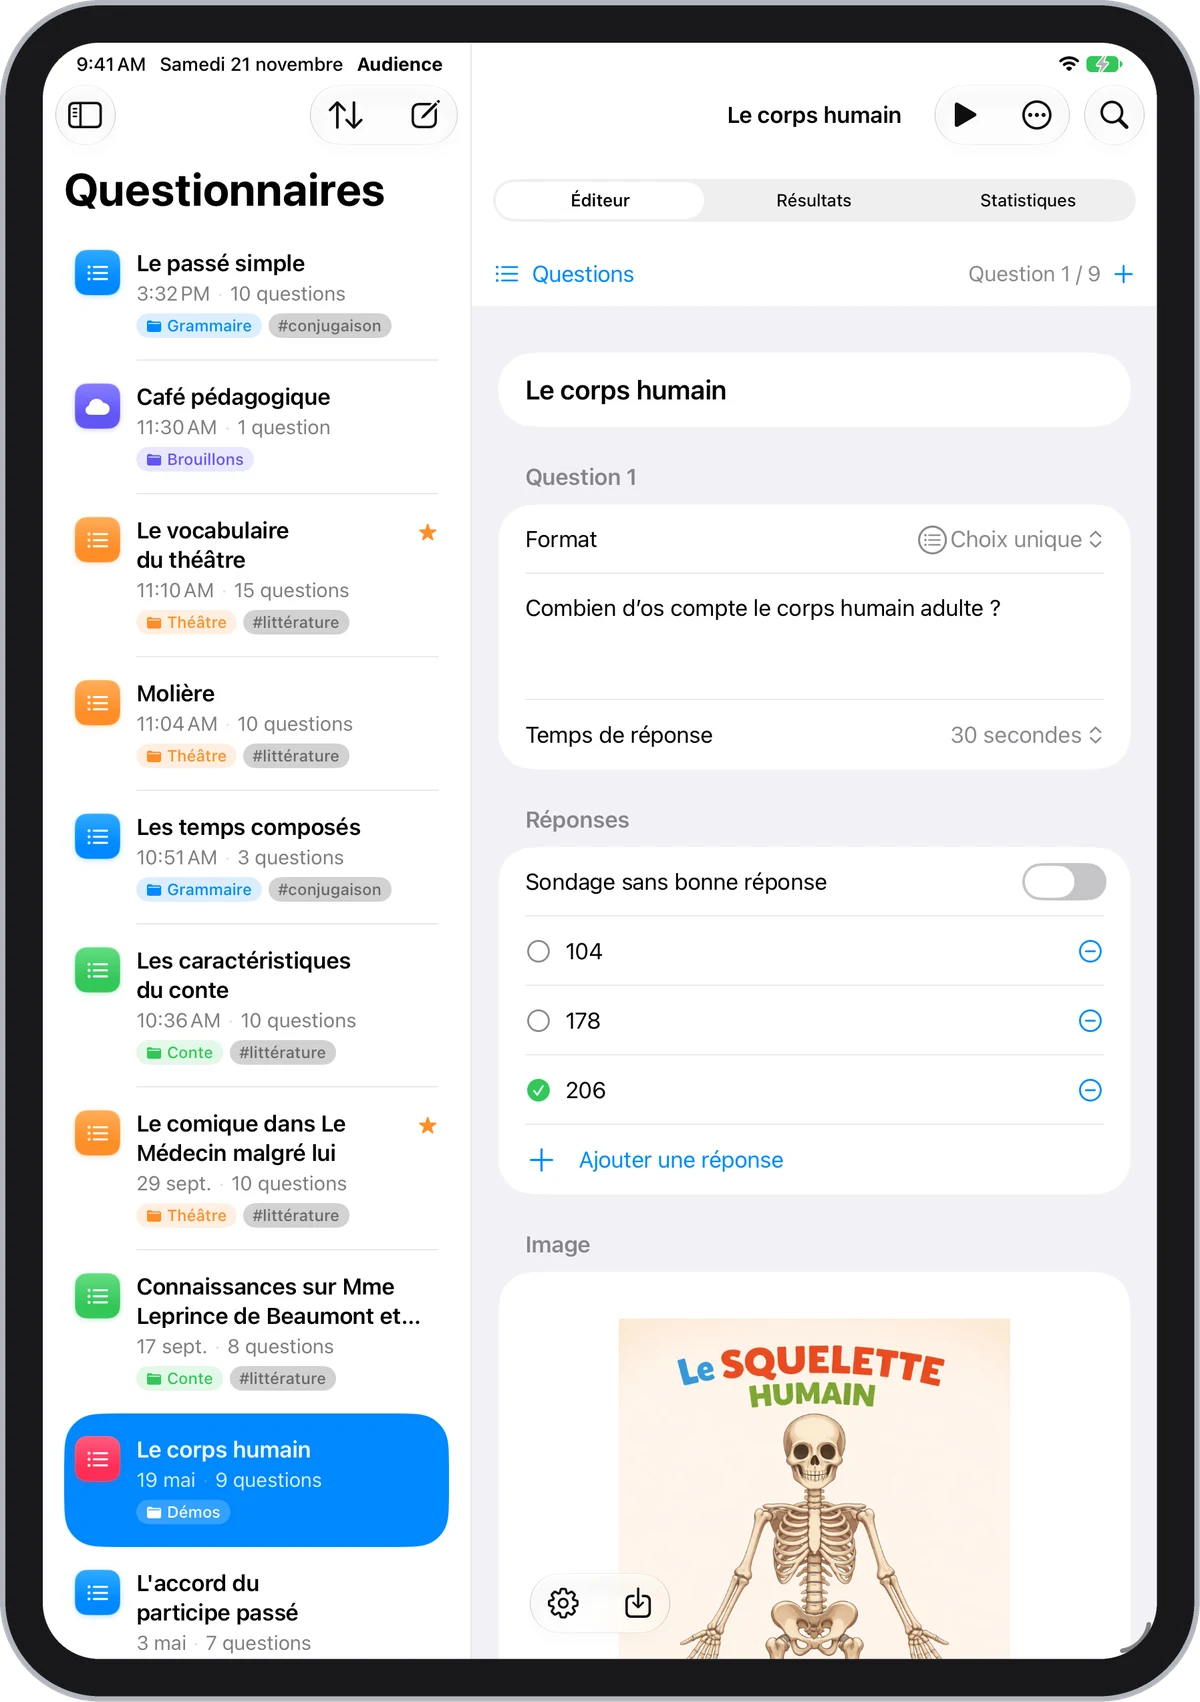 9:41 AM Samedi 21 novembre Audience
Questionnaires
Le passé simple
3:32 PM · 10 questions
Grammaire #conjugaison
Café pédagogique
11:30 AM · 1 question
Brouillons
Le vocabulaire
du théâtre
11:10 AM · 15 questions
Théâtre #littérature
Molière
11:04 AM · 10 questions
Théâtre #littérature
Les temps composés
10:51 AM · 3 questions
Grammaire #conjugaison
Les caractéristiques
du conte
10:36 AM · 10 questions
Conte #littérature
Le comique dans Le
Médecin malgré lui
29 sept. · 10 questions
Théâtre #littérature
Connaissances sur Mme
Leprince de Beaumont et...
17 sept. · 8 questions
Conte #littérature
Le corps humain
19 mai · 9 questions
Démos
L'accord du
participe passé
3 mai · 7 questions
Le corps humain
Éditeur Résultats Statistiques
Questions Question 1 / 9
Le corps humain
Question 1
Format Choix unique
Combien d’os compte le corps humain adulte ?
Temps de réponse 30 secondes
Réponses
Sondage sans bonne réponse
104
178
206
Ajouter une réponse
Image
Le SQUELETTE
HUMAIN